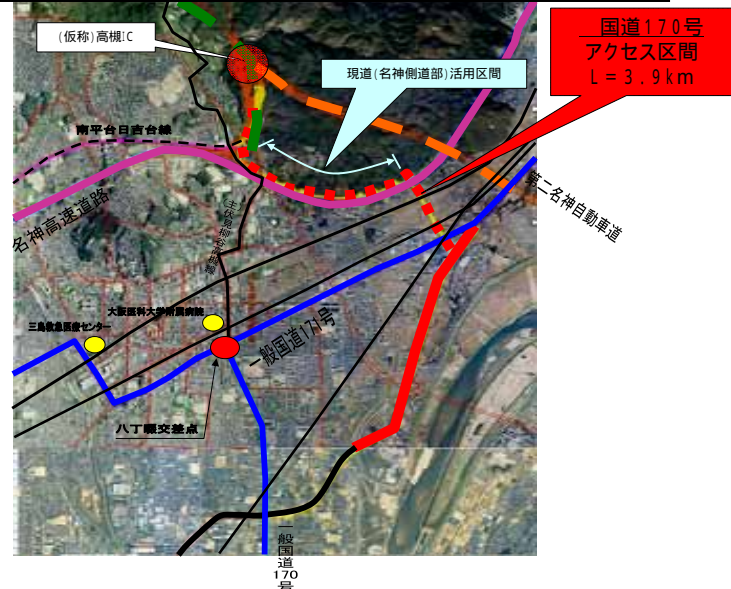 国道170号
アクセス区間
L=3.9km
(仮称)高槻IC
現道(名神側道部)活用区間
南平台日吉台線
名神高速道路
第二名神自動車道
大阪医科大学附属病院
三島救急医療センター
一般国道171号
八丁畷交差点
一般国道170号